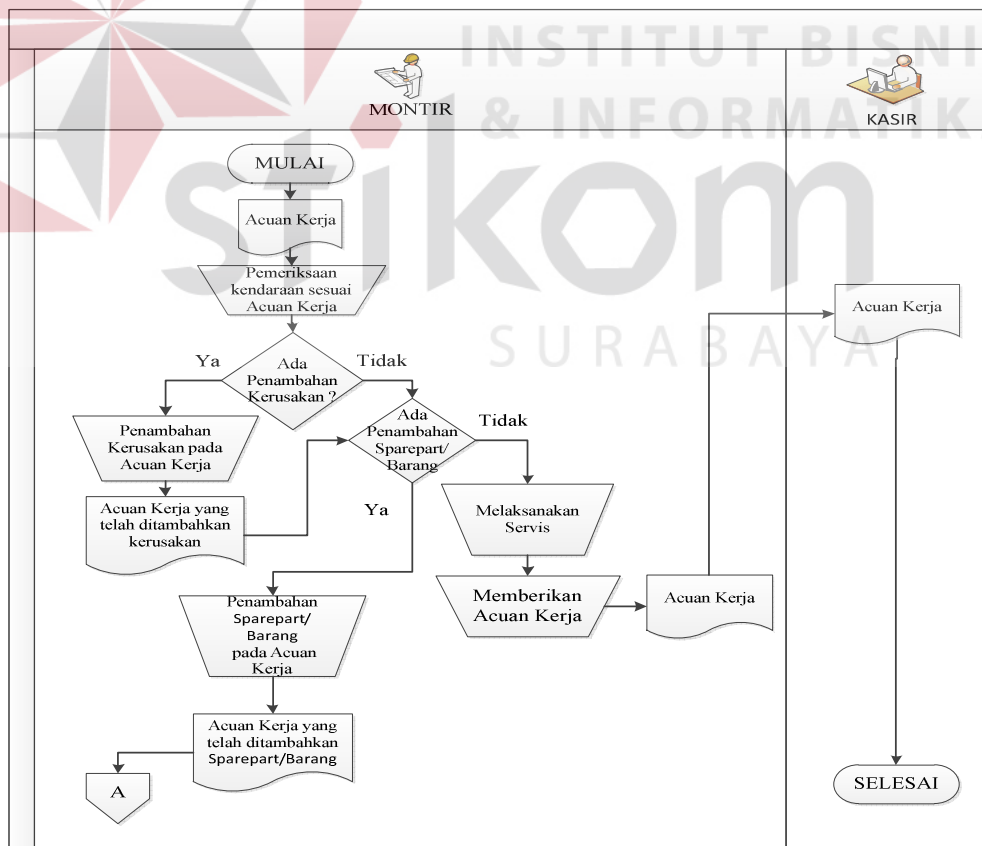 INSTITUT BISNI
& INFORMATIK
stikom
SURABAYA
MONTIR
KASIR
MULAI
Acuan Kerja
Pemeriksaan
kendaraan sesuai
Acuan Kerja
Ada
Penambahan
Kerusakan ?
Ya
Tidak
Penambahan
Kerusakan pada
Acuan Kerja
Acuan Kerja yang
telah ditambahkan
kerusakan
Ada
Penambahan
Sparepart/
Barang
Tidak
Ya
Melaksanakan
Servis
Memberikan
Acuan Kerja
Acuan Kerja
Acuan Kerja
Penambahan
Sparepart/
Barang
pada Acuan
Kerja
Acuan Kerja yang
telah ditambahkan
Sparepart/Barang
A
SELESAI